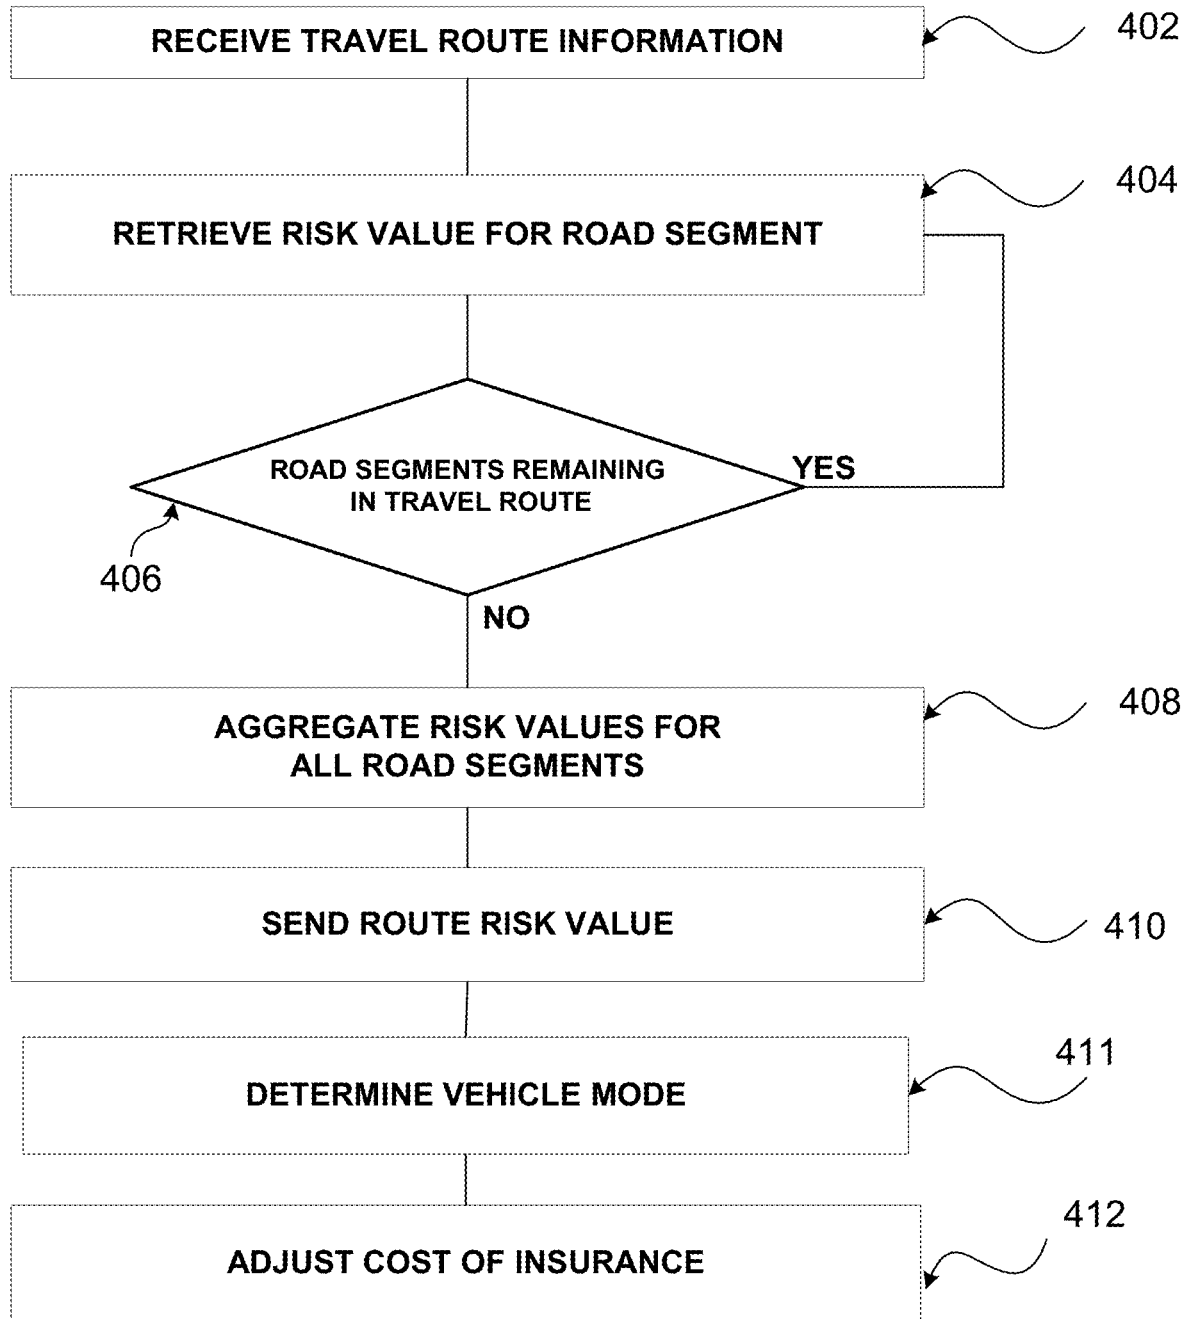 RECEIVE TRAVEL ROUTE INFORMATION
402
RETRIEVE RISK VALUE FOR ROAD SEGMENT
404
ROAD SEGMENTS REMAINING
IN TRAVEL ROUTE
YES
406
NO
AGGREGATE RISK VALUES FOR
ALL ROAD SEGMENTS
408
SEND ROUTE RISK VALUE
410
DETERMINE VEHICLE MODE
411
ADJUST COST OF INSURANCE
412